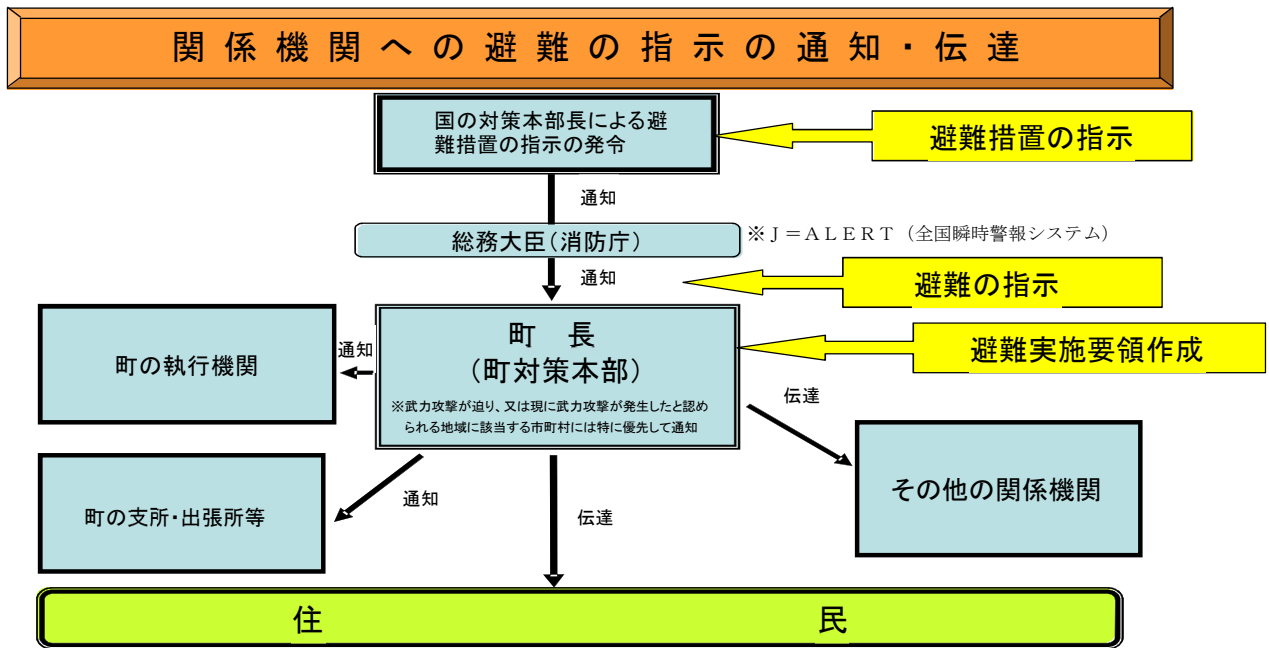 関係機関への避難の指示の通知・伝達
国の対策本部長による避
難措置の指示の発令
避難措置の指示
通知
総務大臣(消防庁)
※J=ALERT(全国瞬時警報システム)
通知
避難の指示
町の執行機関
通知
町 長
(町対策本部)
※武力攻撃が迫り、又は現に武力攻撃が発生したと認め
られる地域に該当する市町村には特に優先して通知
避難実施要領作成
伝達
その他の関係機関
町の支所・出張所等
通知
伝達
住 民